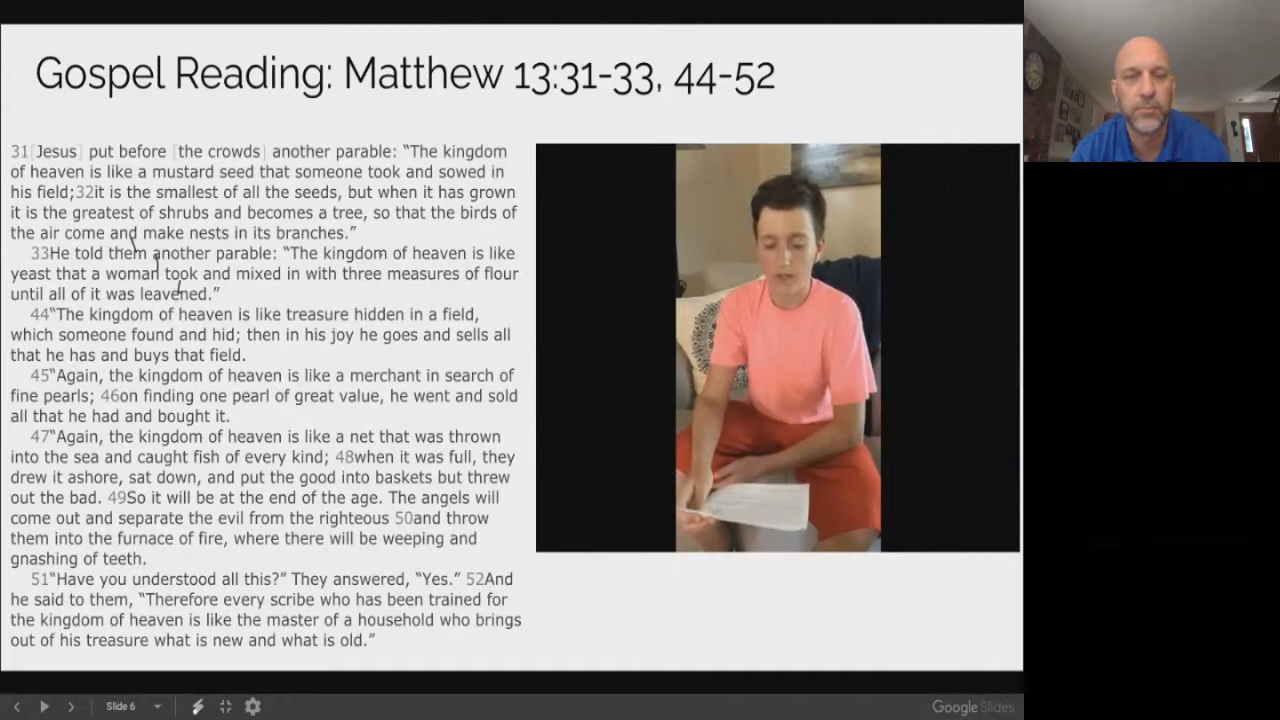 Gospel Reading: Matthew 13:31-33, 44-52
31[Jesus] put before [the crowds] another parable: “The kingdom
of heaven is like a mustard seed that someone took and sowed in
his field;32it is the smallest of all the seeds, but when it has grown
it is the greatest of shrubs and becomes a tree, so that the birds of
the air come and make nests in its branches.”
33He told them another parable: “The kingdom of heaven is like
yeast that a woman took and mixed in with three measures of flour
until all of it was leavened.”
44“The kingdom of heaven is like treasure hidden in a field,
which someone found and hid; then in his joy he goes and sells all
that he has and buys that field.
45“Again, the kingdom of heaven is like a merchant in search of
fine pearls; 46on finding one pearl of great value, he went and sold
all that he had and bought it.
47“Again, the kingdom of heaven is like a net that was thrown
into the sea and caught fish of every kind; 48when it was full, they
drew it ashore, sat down, and put the good into baskets but threw
out the bad. 49So it will be at the end of the age. The angels will
come out and separate the evil from the righteous 50and throw
them into the furnace of fire, where there will be weeping and
gnashing of teeth.
51“Have you understood all this?” They answered, “Yes.” 52And
he said to them, “Therefore every scribe who has been trained for
the kingdom of heaven is like the master of a household who brings
out of his treasure what is new and what is old.”
Slide 6
Google Slides